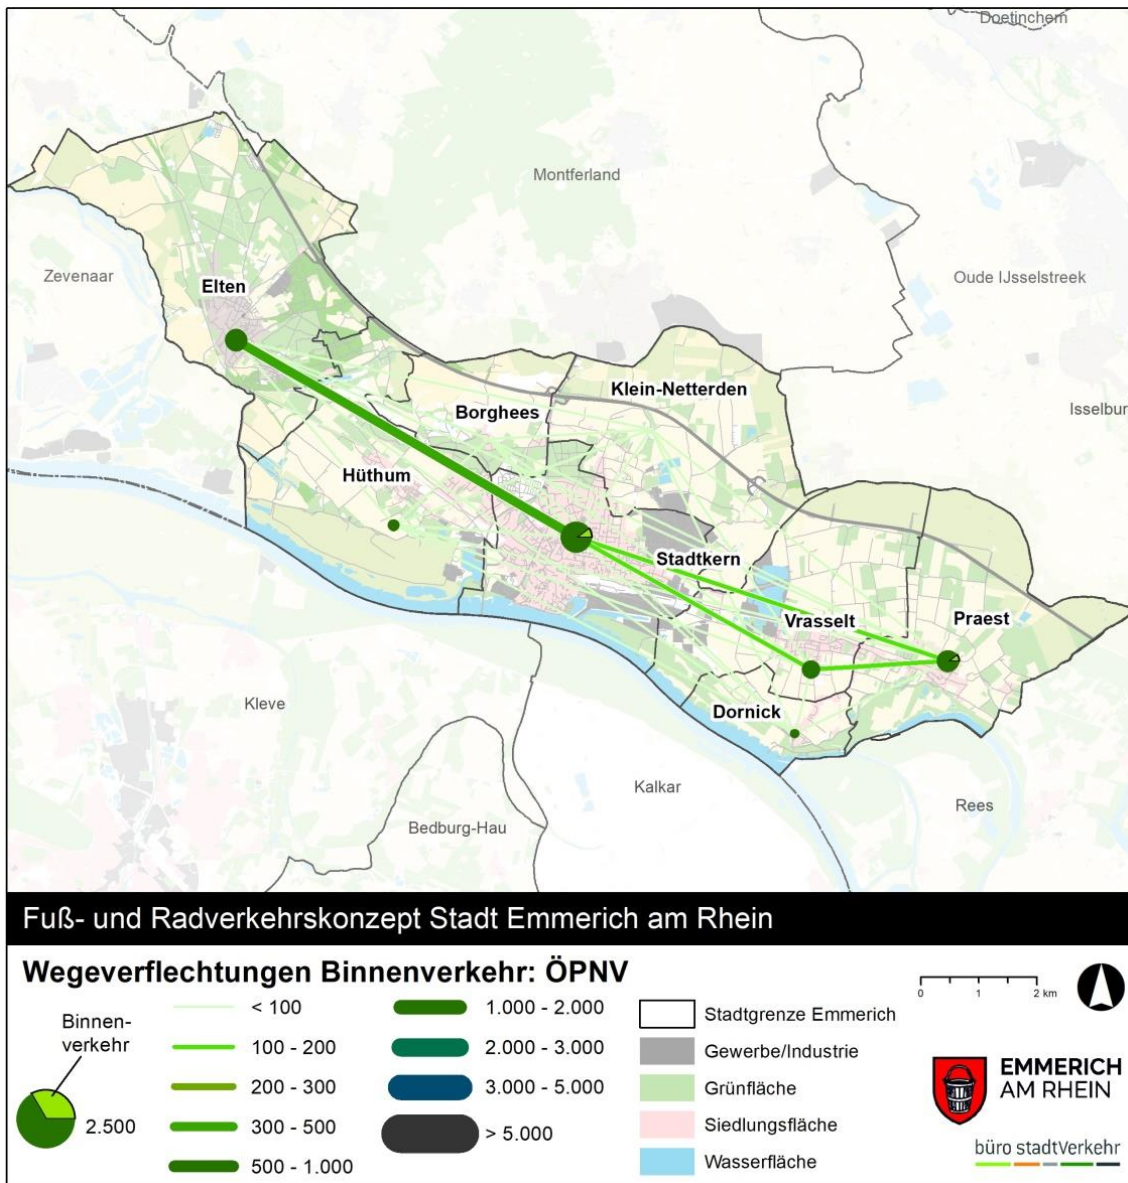 Doetinchem
Montferland
Zevenaar
Oude IJsselstreek
Elten
Klein-Netterden
Borghees
Isselbur
Hüthum
Stadtkern
Vrasselt
Praest
Dornick
Kleve
Kalkar
Rees
Bedburg-Hau
Fuß- und Radverkehrskonzept Stadt Emmerich am Rhein
Wegeverflechtungen Binnenverkehr: ÖPNV
Binnen-
verkehr
2.500
< 100
100 - 200
200 - 300
300 - 500
500 - 1.000
1.000 - 2.000
2.000 - 3.000
3.000 - 5.000
> 5.000
Stadtgrenze Emmerich
Gewerbe/Industrie
Grünfläche
Siedlungsfläche
Wasserfläche
0 1 2 km
EMMERICH
AM RHEIN
büro stadtVerkehr